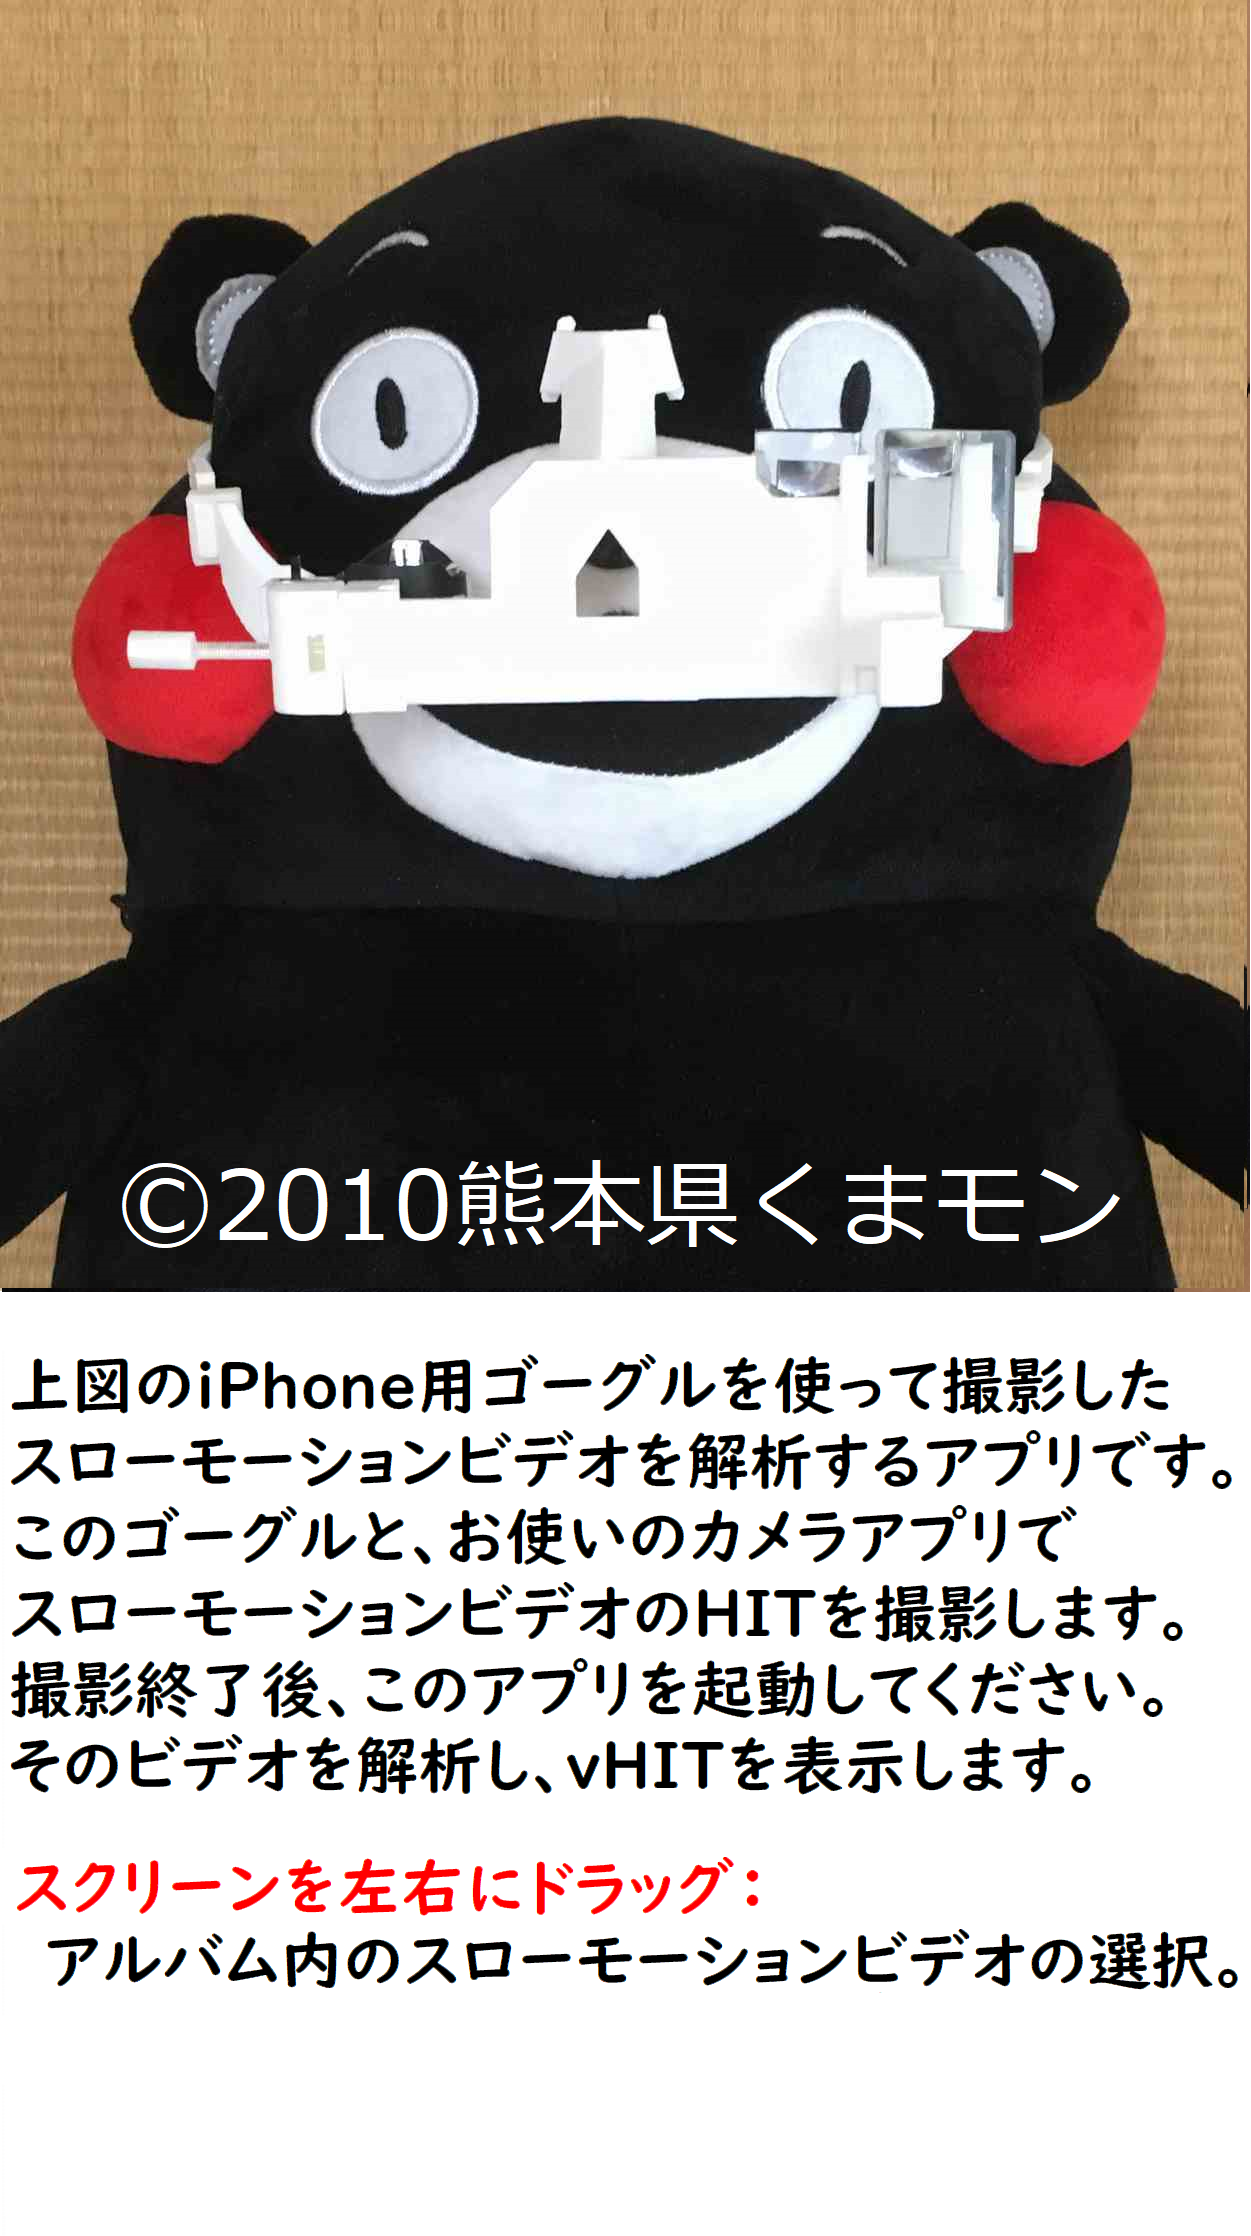 ©2010熊本県くまモン
上図のiPhone用ゴーグルを使って撮影した
スローモーションビデオを解析するアプリです。
このゴーグルと、お使いのカメラアプリで
スローモーションビデオのHITを撮影します。
撮影終了後、このアプリを起動してください。
そのビデオを解析し、vHITを表示します。
スクリーンを左右にドラッグ：
アルバム内のスローモーションビデオの選択。